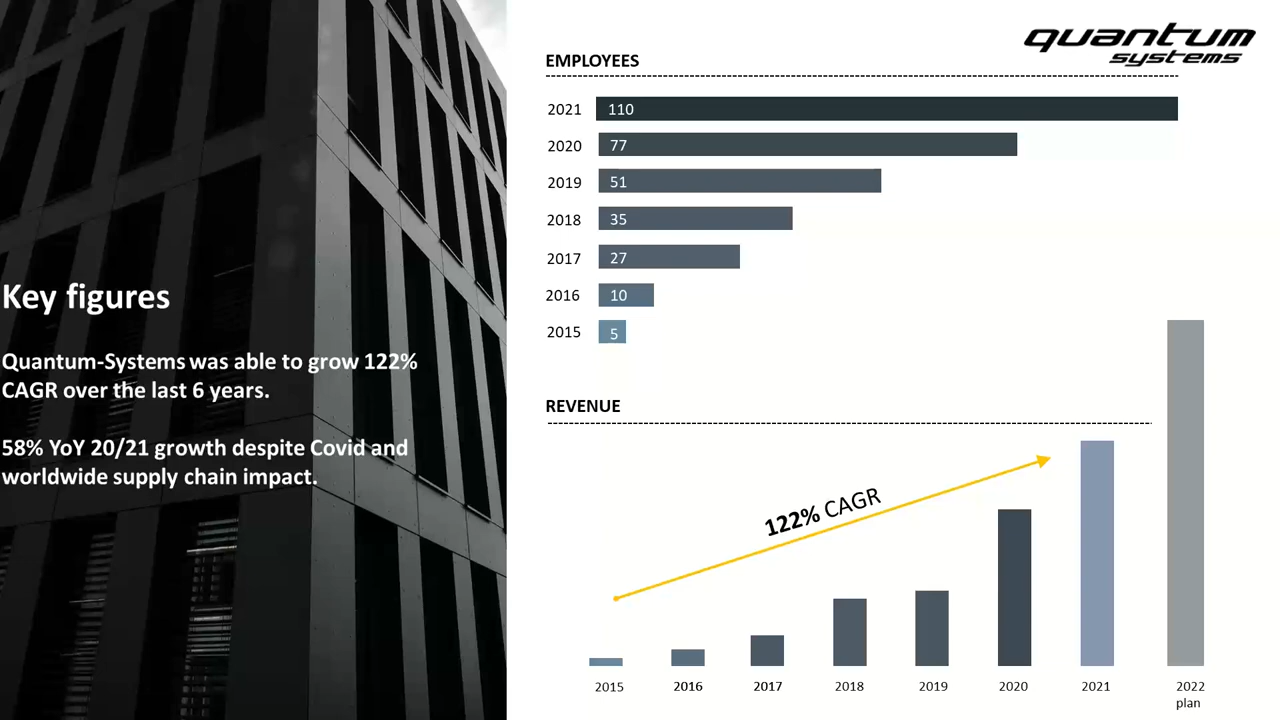 quantum
systems
EMPLOYEES
2021 110
2020 77
2019 51
2018 35
2017 27
2016 10
2015 5
Key figures
Quantum-Systems was able to grow 122%
CAGR over the last 6 years.
58% YoY 20/21 growth despite Covid and
worldwide supply chain impact.
REVENUE
122% CAGR
2015 2016 2017 2018 2019 2020 2021 2022
plan